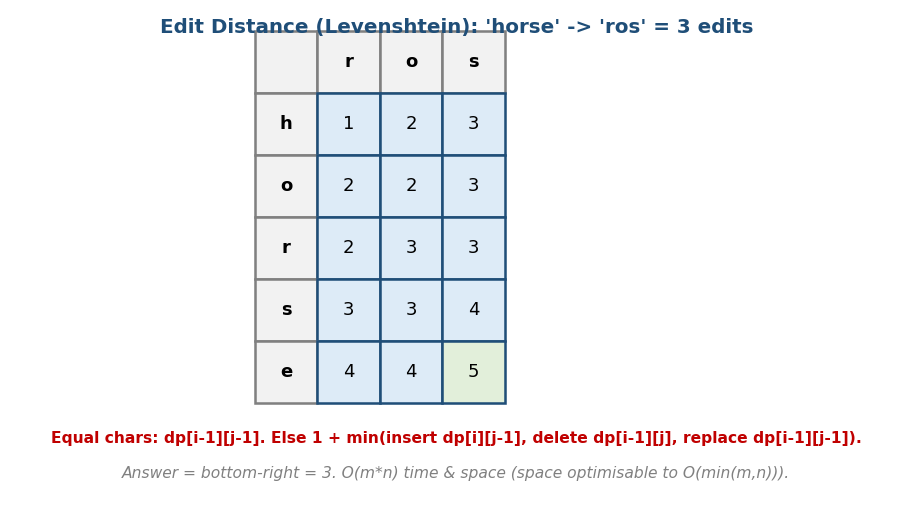 Edit Distance (Levenshtein): 'horse' -> 'ros' = 3 edits
r o s
h 1 2 3
o 2 2 3
r 2 3 3
s 3 3 4
e 4 4 5
Equal chars: dp[i-1][j-1]. Else 1 + min(insert dp[i][j-1], delete dp[i-1][j], replace dp[i-1][j-1]).
Answer = bottom-right = 3. O(m*n) time & space (space optimisable to O(min(m,n))).